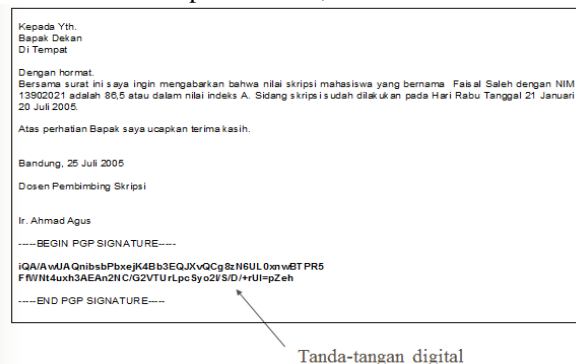 Kepada Yth.
Bapak Dekan
Di Tempat
Dengan hormat.
Bersama surat ini saya ingin mengabarkan bahwa nilai skripsi mahasiswa yang bernama Faisal Saleh dengan NIM
13902021 adalah 86,5 atau dalam nilai indeks A. Sidang skripsi sudah dilakukan pada Hari Rabu Tanggal 21 Januari
20 Juli 2005.
Atas perhatian Bapak saya ucapkan terima kasih.
Bandung, 25 Juli 2005
Dosen Pembimbing Skripsi
Ir. Ahmad Agus
-----BEGIN PGP SIGNATURE-----
iQA/AwUAQnibsbPbxejK4Bb3EQJXvQCg8zN6UL0xnwBTPR5
FfWNt4uxh3AEAn2NC/G2VTUrLpcSyo2l/S/D/+rUl=pZeh
-----END PGP SIGNATURE-----
Tanda-tangan digital